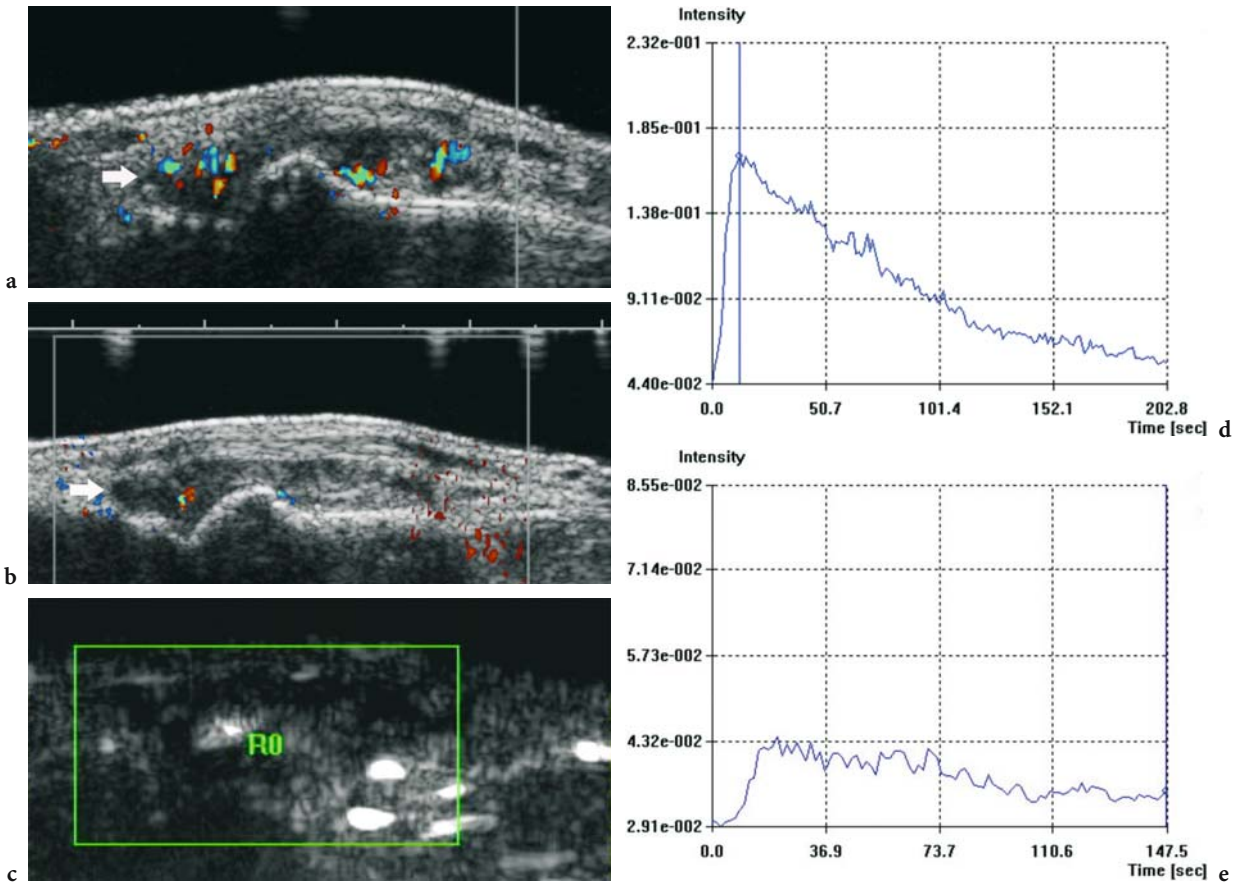 a
b
R0
c
Intensity
2.32e-001
1.85e-001
1.38e-001
9.11e-002
4.40e-002
0.0 50.7 101.4 152.1 202.8
Time [sec] d
Intensity
8.55e-002
7.14e-002
5.73e-002
4.32e-002
2.91e-002
0.0 36.9 73.7 110.6 147.5
Time [sec] e